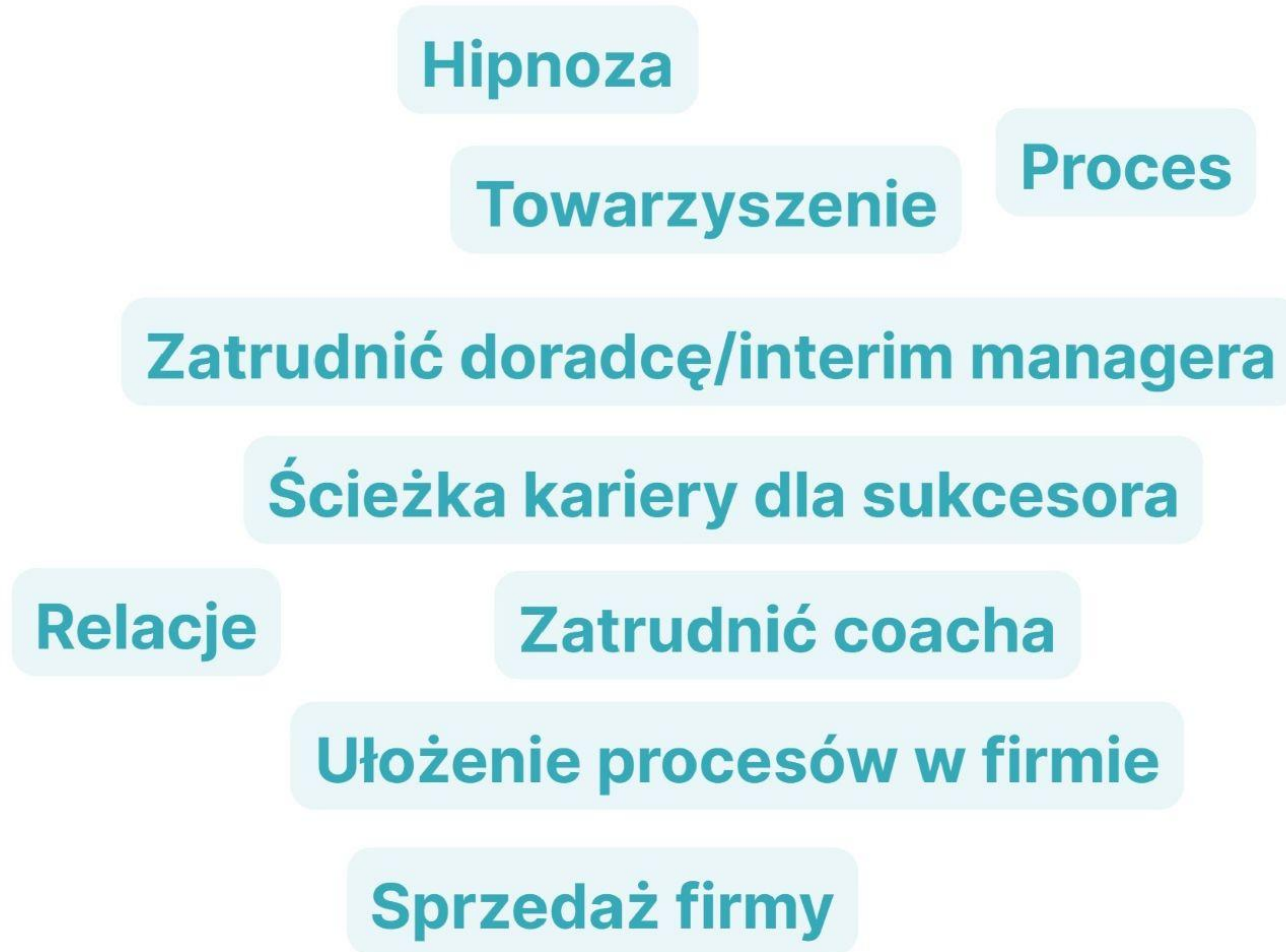 Hipnoza
Proces
Towarzyszenie
Zatrudnić doradcę/interim managera
Ścieżka kariery dla sukcesora
Relacje
Zatrudnić coacha
Ułożenie procesów w firmie
Sprzedaż firmy